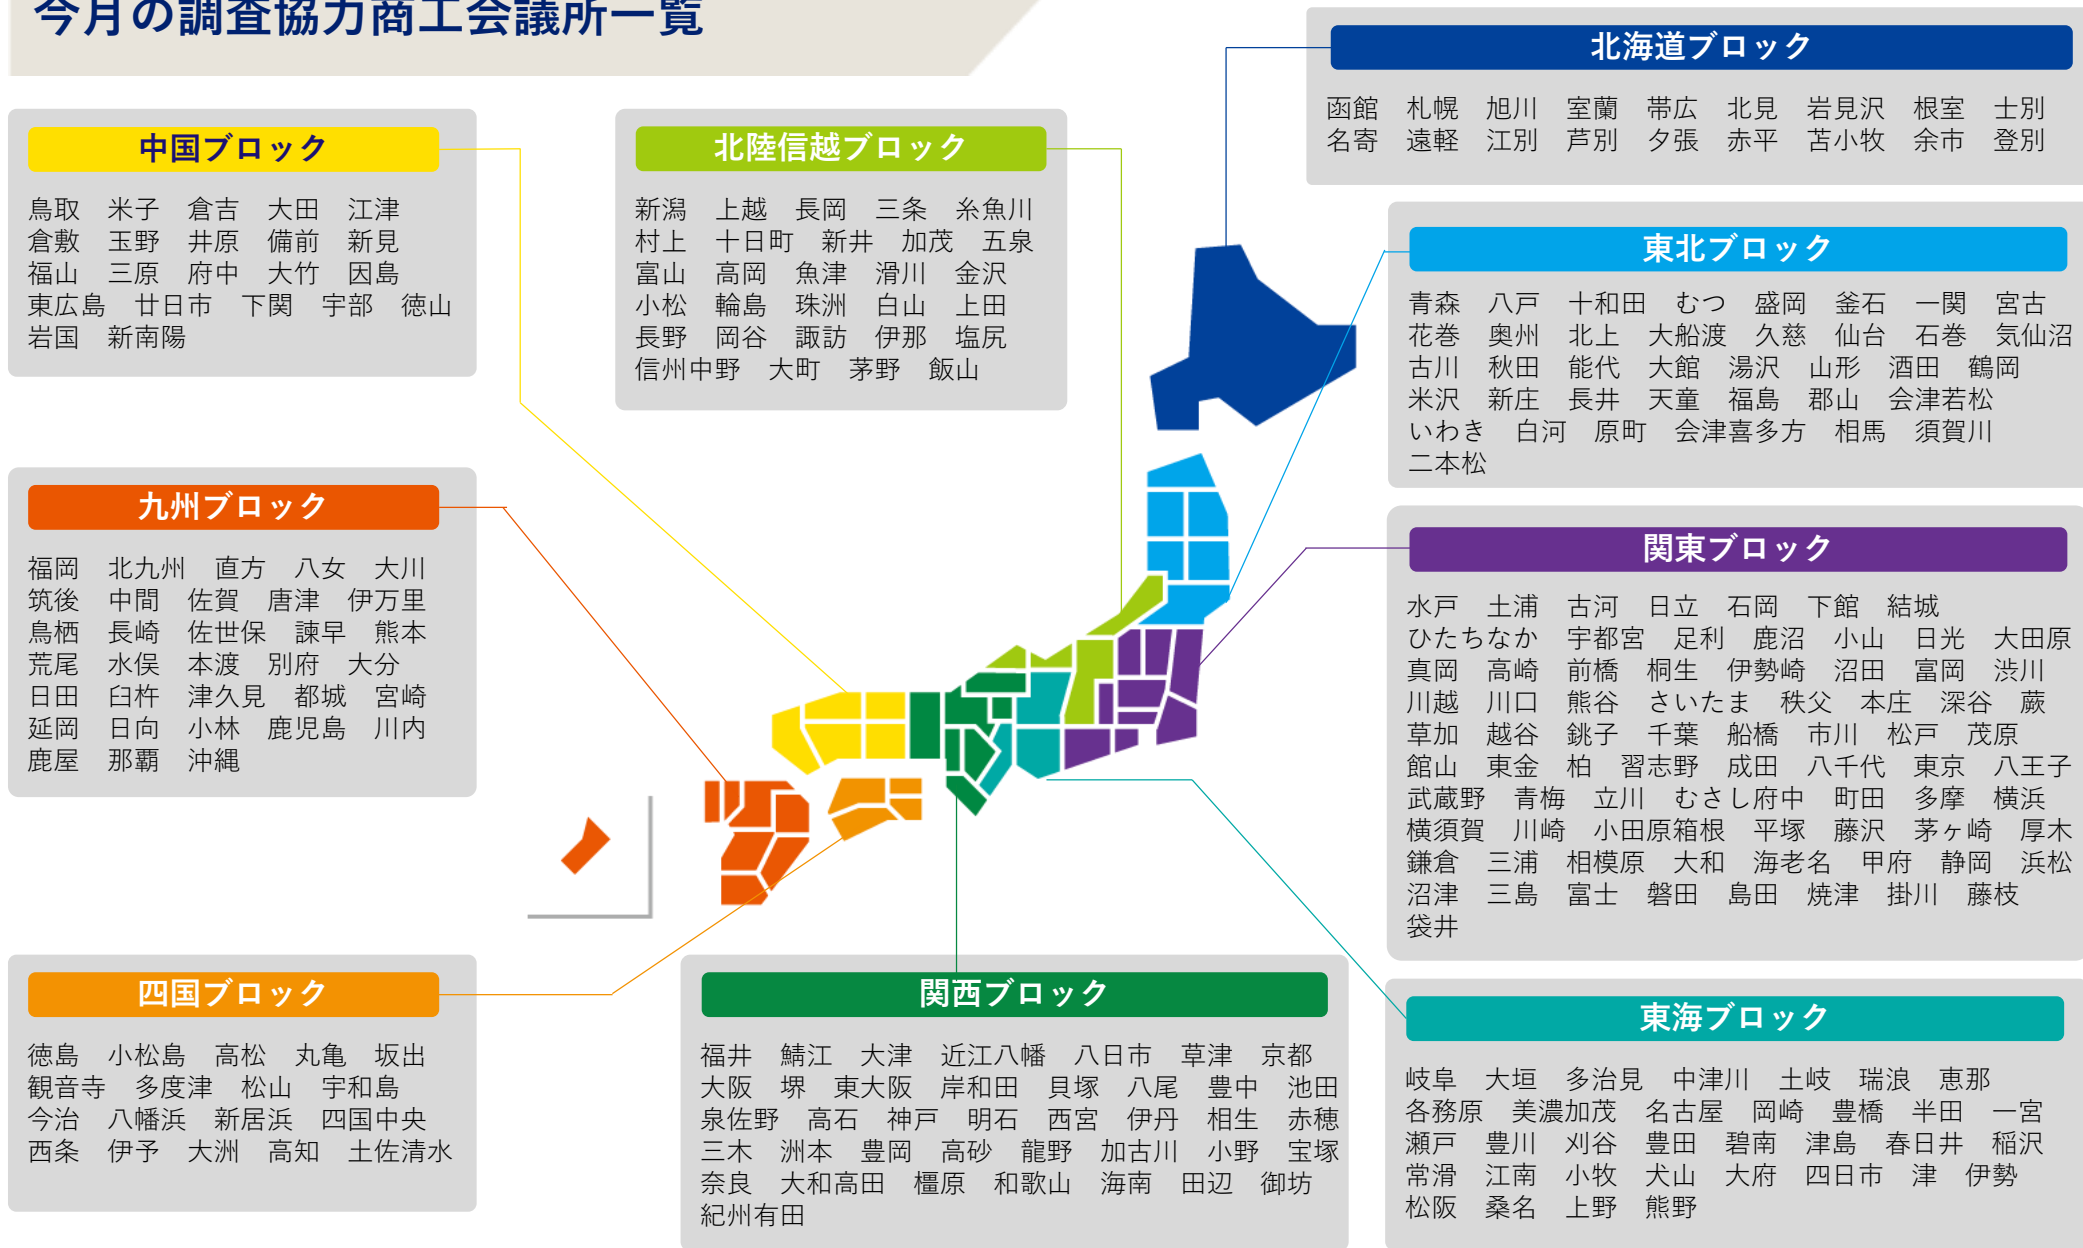 今月の調査協力商工会議所一覧
北海道ブロック
函館　札幌　旭川　室蘭　帯広　北見　岩見沢　根室　士別
名寄　遠軽　江別　芦別　夕張　赤平　苫小牧　余市　登別
中国ブロック
鳥取　米子　倉吉　大田　江津
倉敷　玉野　井原　備前　新見
福山　三原　府中　大竹　因島
東広島　廿日市　下関　宇部　徳山
岩国　新南陽
北陸信越ブロック
新潟　上越　長岡　三条　糸魚川
村上　十日町　新井　加茂　五泉
富山　高岡　魚津　滑川　金沢
小松　輪島　珠洲　白山　上田
長野　岡谷　諏訪　伊那　塩尻
信州中野　大町　茅野　飯山
東北ブロック
青森　八戸　十和田　むつ　盛岡　釜石　一関　宮古
花巻　奥州　北上　大船渡　久慈　仙台　石巻　気仙沼
古川　秋田　能代　大館　湯沢　山形　酒田　鶴岡
米沢　新庄　長井　天童　福島　郡山　会津若松
いわき　白河　原町　会津喜多方　相馬　須賀川
二本松
九州ブロック
福岡　北九州　直方　八女　大川
筑後　中間　佐賀　唐津　伊万里
鳥栖　長崎　佐世保　諫早　熊本
荒尾　水俣　本渡　別府　大分
日田　臼杵　津久見　都城　宮崎
延岡　日向　小林　鹿児島　川内
鹿屋　那覇　沖縄
関東ブロック
水戸　土浦　古河　日立　石岡　下館　結城
ひたちなか　宇都宮　足利　鹿沼　小山　日光　大田原
真岡　高崎　前橋　桐生　伊勢崎　沼田　富岡　渋川
川越　川口　熊谷　さいたま　秩父　本庄　深谷　蕨
草加　越谷　銚子　千葉　船橋　市川　松戸　茂原
館山　東金　柏　習志野　成田　八千代　東京　八王子
武蔵野　青梅　立川　むさし府中　町田　多摩　横浜
横須賀　川崎　小田原箱根　平塚　藤沢　茅ヶ崎　厚木
鎌倉　三浦　相模原　大和　海老名　甲府　静岡　浜松
沼津　三島　富士　磐田　島田　焼津　掛川　藤枝
袋井
四国ブロック
徳島　小松島　高松　丸亀　坂出
観音寺　多度津　松山　宇和島
今治　八幡浜　新居浜　四国中央
西条　伊予　大洲　高知　土佐清水
関西ブロック
福井　鯖江　大津　近江八幡　八日市　草津　京都
大阪　堺　東大阪　岸和田　貝塚　八尾　豊中　池田
泉佐野　高石　神戸　明石　西宮　伊丹　相生　赤穂
三木　洲本　豊岡　高砂　龍野　加古川　小野　宝塚
奈良　大和高田　橿原　和歌山　海南　田辺　御坊
紀州有田
東海ブロック
岐阜　大垣　多治見　中津川　土岐　瑞浪　恵那
各務原　美濃加茂　名古屋　岡崎　豊橋　半田　一宮
瀬戸　豊川　刈谷　豊田　碧南　津島　春日井　稲沢
常滑　江南　小牧　犬山　大府　四日市　津　伊勢
松阪　桑名　上野　熊野